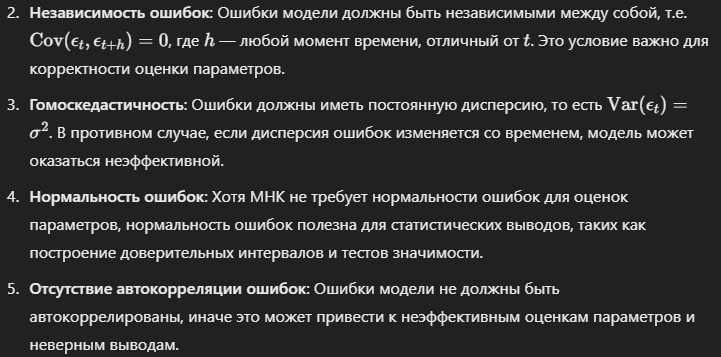 2. Независимость ошибок: Ошибки модели должны быть независимыми между собой, т.е.
Cov(ϵₜ, ϵₜ₊ₕ) = 0, где h — любой момент времени, отличный от t. Это условие важно для
корректности оценки параметров.
3. Гомоскедастичность: Ошибки должны иметь постоянную дисперсию, то есть Var(ϵₜ) =
σ². В противном случае, если дисперсия ошибок изменяется со временем, модель может
оказаться неэффективной.
4. Нормальность ошибок: Хотя МНК не требует нормальности ошибок для оценок
параметров, нормальность ошибок полезна для статистических выводов, таких как
построение доверительных интервалов и тестов значимости.
5. Отсутствие автокорреляции ошибок: Ошибки модели не должны быть
автокоррелированы, иначе это может привести к неэффективным оценкам параметров и
неверным выводам.